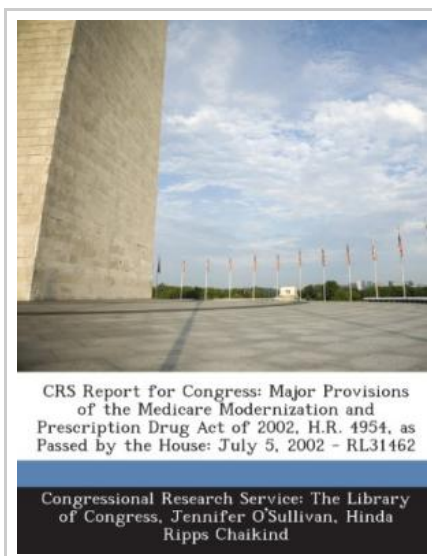 CRS Report for Congress: Major Provisions
of the Medicare Modernization and
Prescription Drug Act of 2002, H.R. 4954, as
Passed by the House: July 5, 2002 - RL31462
Congressional Research Service: The Library
of Congress, Jennifer O'Sullivan, Hinda
Ripps Chaikind